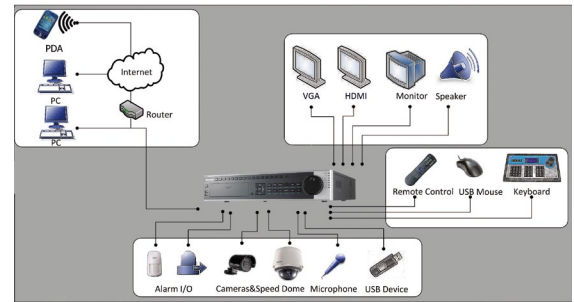 PDA
Internet
PC
Router
PC
VGA
HDMI
Monitor
Speaker
Remote Control
USB Mouse
Keyboard
Alarm I/O
Cameras&Speed Dome
Microphone
USB Device